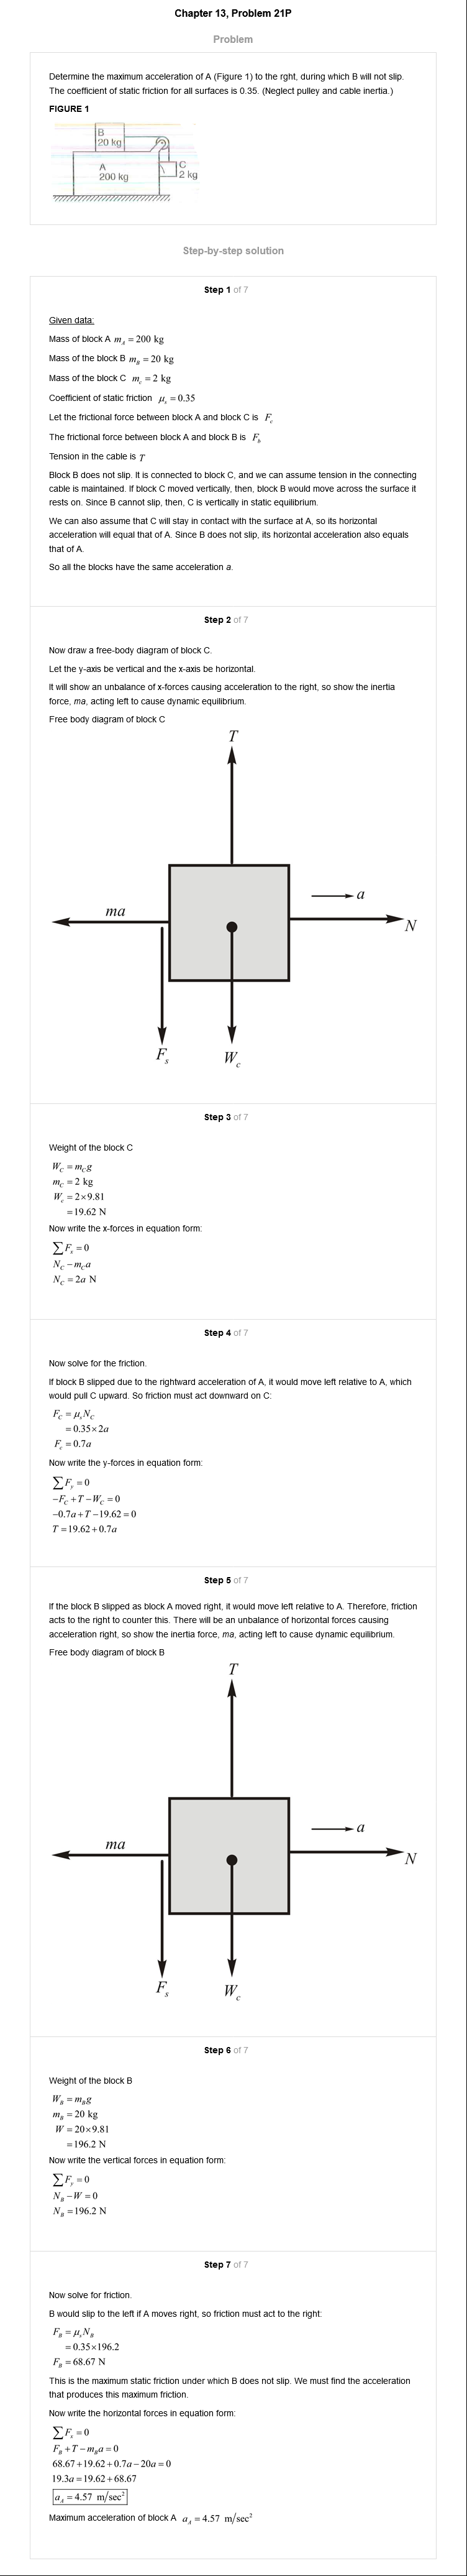 Chapter 13, Problem 21P
Problem
Determine the maximum acceleration of A (Figure 1) to the rght, during which B will not slip.
The coefficient of static friction for all surfaces is 0.35. (Neglect pulley and cable inertia.)
FIGURE 1
B
20 kg
A
200 kg
C
2 kg
Step-by-step solution
Step 1 of 7
Given data:
Mass of block A m_A = 200 kg
Mass of the block B m_B = 20 kg
Mass of the block C m_c = 2 kg
Coefficient of static friction μ_s = 0.35
Let the frictional force between block A and block C is F_c
The frictional force between block A and block B is F_b
Tension in the cable is T
Block B does not slip. It is connected to block C, and we can assume tension in the connecting
cable is maintained. If block C moved vertically, then, block B would move across the surface it
rests on. Since B cannot slip, then, C is vertically in static equilibrium.
We can also assume that C will stay in contact with the surface at A, so its horizontal
acceleration will equal that of A. Since B does not slip, its horizontal acceleration also equals
that of A.
So all the blocks have the same acceleration a.
Step 2 of 7
Now draw a free-body diagram of block C.
Let the y-axis be vertical and the x-axis be horizontal.
It will show an unbalance of x-forces causing acceleration to the right, so show the inertia
force, ma, acting left to cause dynamic equilibrium.
Free body diagram of block C
T
ma
a
N
F_s
W_c
Step 3 of 7
Weight of the block C
W_C = m_C g
m_C = 2 kg
W_c = 2×9.81
= 19.62 N
Now write the x-forces in equation form:
∑F_x = 0
N_C − m_C a
N_C = 2a N
Step 4 of 7
Now solve for the friction.
If block B slipped due to the rightward acceleration of A, it would move left relative to A, which
would pull C upward. So friction must act downward on C:
F_C = μ_s N_C
= 0.35×2a
F_c = 0.7a
Now write the y-forces in equation form:
∑F_y = 0
−F_C + T − W_C = 0
−0.7a + T − 19.62 = 0
T = 19.62 + 0.7a
Step 5 of 7
If the block B slipped as block A moved right, it would move left relative to A. Therefore, friction
acts to the right to counter this. There will be an unbalance of horizontal forces causing
acceleration right, so show the inertia force, ma, acting left to cause dynamic equilibrium.
Free body diagram of block B
T
ma
a
N
F_s
W_c
Step 6 of 7
Weight of the block B
W_B = m_B g
m_B = 20 kg
W = 20×9.81
= 196.2 N
Now write the vertical forces in equation form:
∑F_y = 0
N_B − W = 0
N_B = 196.2 N
Step 7 of 7
Now solve for friction.
B would slip to the left if A moves right, so friction must act to the right:
F_B = μ_s N_B
= 0.35×196.2
F_B = 68.67 N
This is the maximum static friction under which B does not slip. We must find the acceleration
that produces this maximum friction.
Now write the horizontal forces in equation form:
∑F_x = 0
F_B + T − m_B a = 0
68.67 + 19.62 + 0.7a − 20a = 0
19.3a = 19.62 + 68.67
a_A = 4.57 m/sec²
Maximum acceleration of block A a_A = 4.57 m/sec²